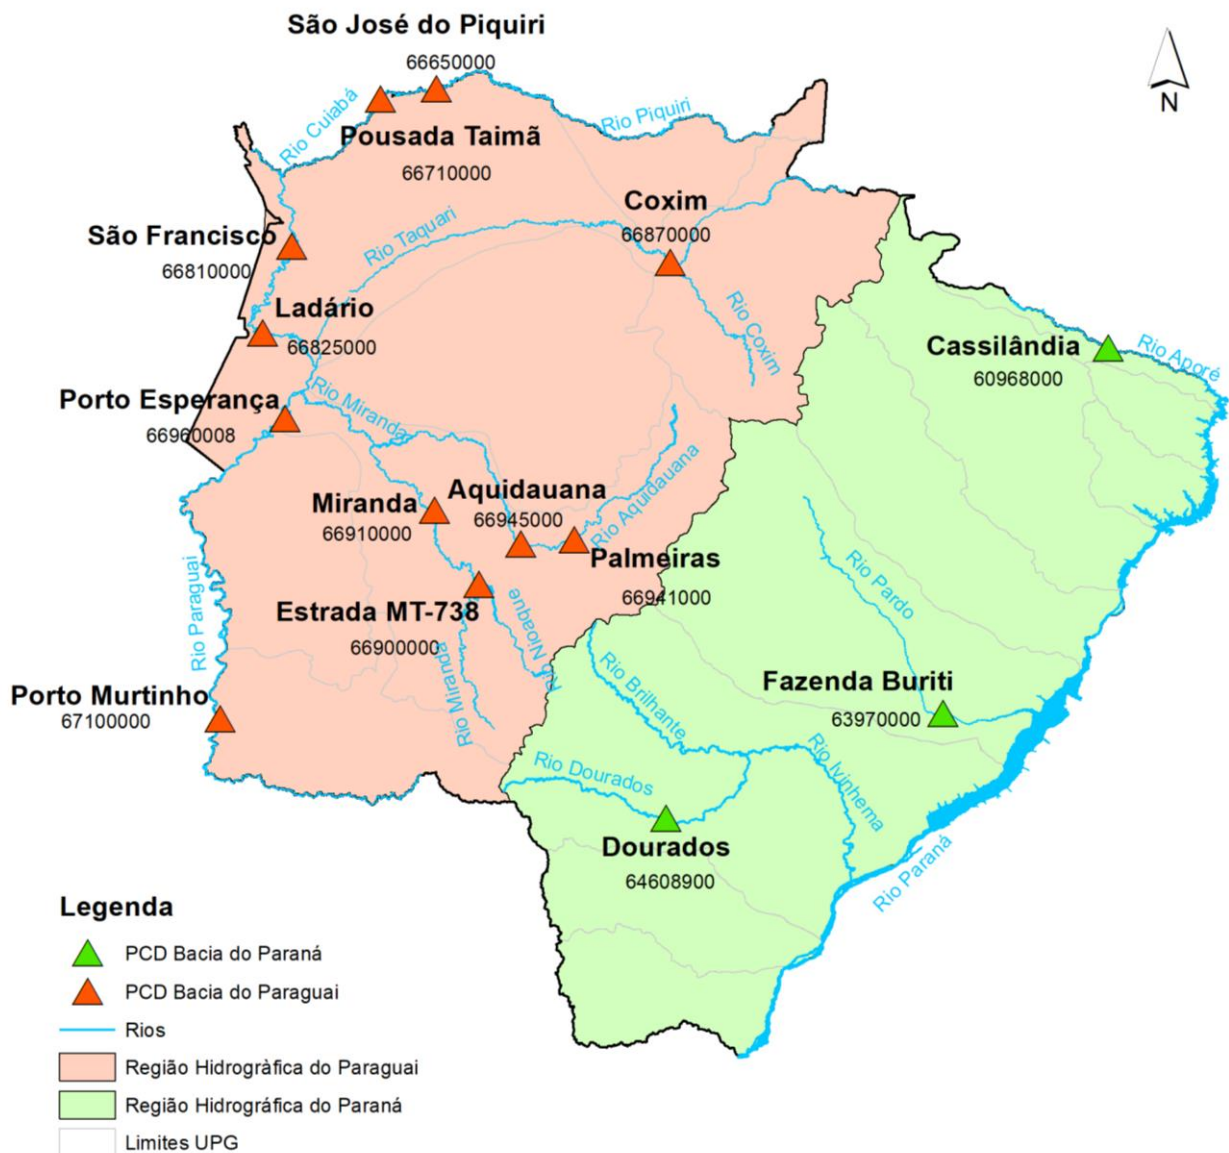 São José do Piquiri
66650000
N
Rio Cuiabá
Rio Piquiri
Pousada Taimã
66710000
Coxim
66870000
São Francisco
66810000
Rio Taquari
Ladário
66825000
Rio Coxim
Cassilândia
60968000
Rio Aporé
Porto Esperança
66960008
Rio Miranda
Miranda
66910000
Aquidauana
66945000
Rio Aquidauana
Palmeiras
66941000
Rio Pardo
Rio Paraguai
Estrada MT-738
66900000
Rio Nioaque
Rio Miranda
Rio Brilhante
Fazenda Buriti
63970000
Porto Murtinho
67100000
Rio Dourados
Rio Ivinhema
Dourados
64608900
Rio Paraná
Legenda
PCD Bacia do Paraná
PCD Bacia do Paraguai
Rios
Região Hidrogràfica do Paraguai
Região Hidrográfica do Paraná
Limites UPG